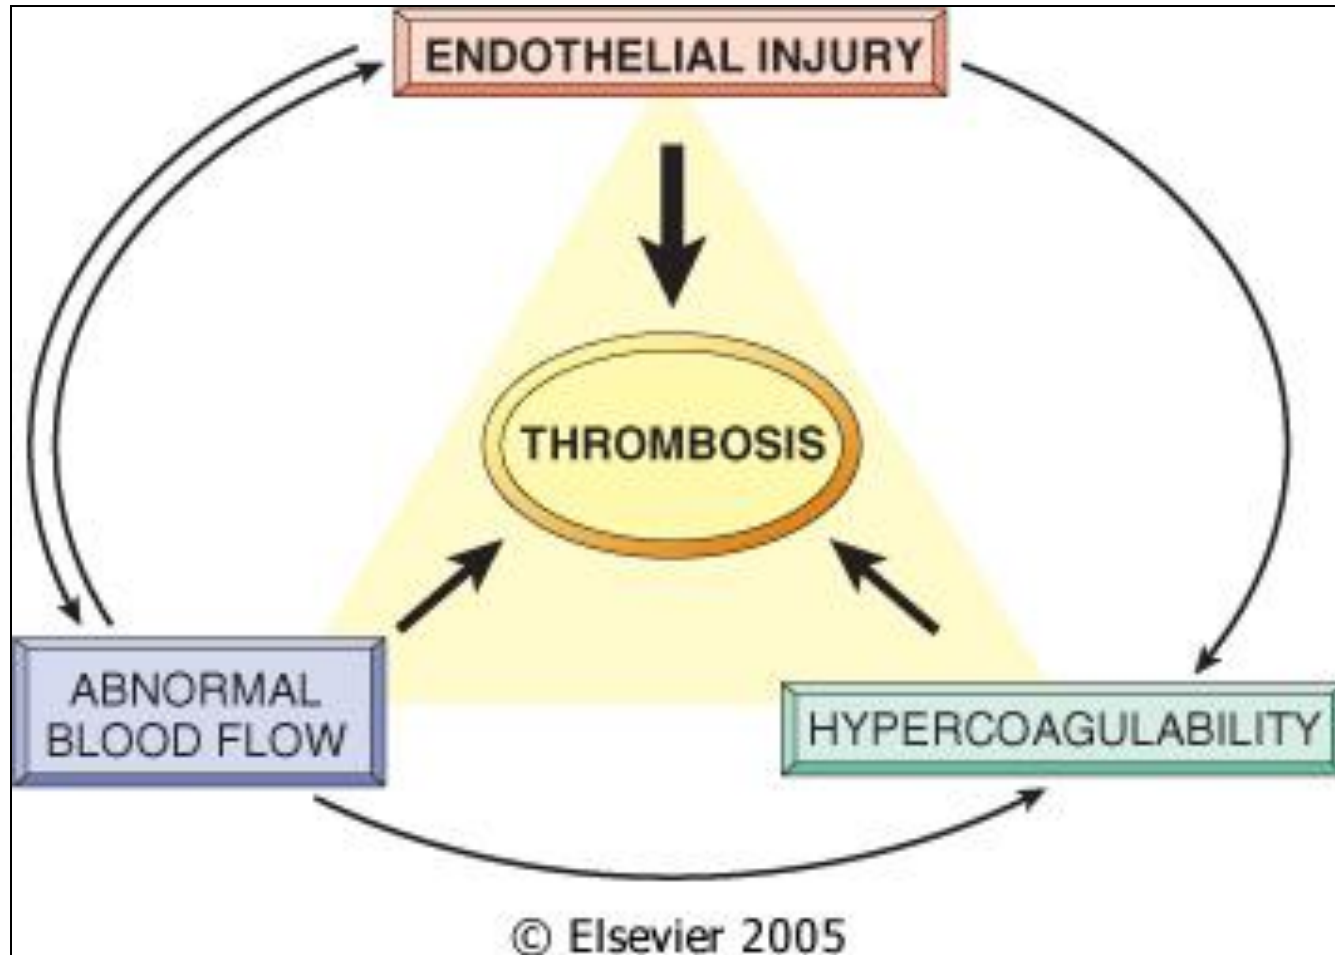 ENDOTHELIAL INJURY
THROMBOSIS
ABNORMAL
BLOOD FLOW
HYPERCOAGULABILITY
© Elsevier 2005